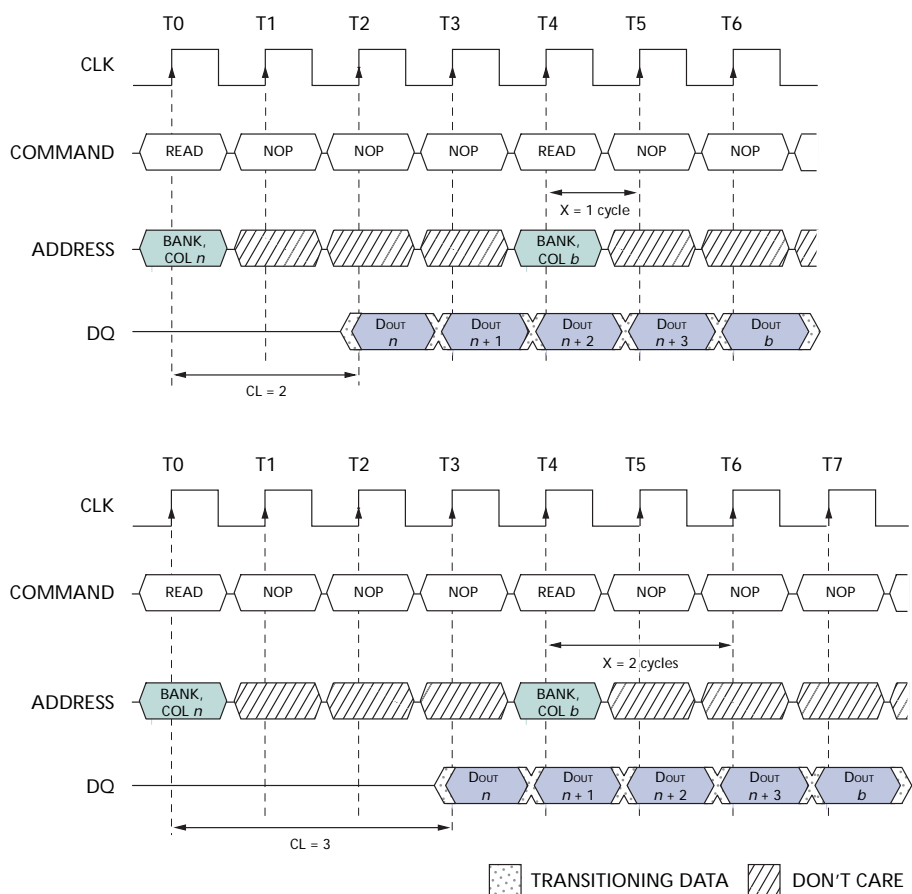 T0 T1 T2 T3 T4 T5 T6
CLK
COMMAND READ NOP NOP NOP READ NOP NOP
X = 1 cycle
ADDRESS BANK, COL n BANK, COL b
DQ DOUT n DOUT n + 1 DOUT n + 2 DOUT n + 3 DOUT b
CL = 2
T0 T1 T2 T3 T4 T5 T6 T7
CLK
COMMAND READ NOP NOP NOP READ NOP NOP NOP
X = 2 cycles
ADDRESS BANK, COL n BANK, COL b
DQ DOUT n DOUT n + 1 DOUT n + 2 DOUT n + 3 DOUT b
CL = 3
TRANSITIONING DATA DON'T CARE